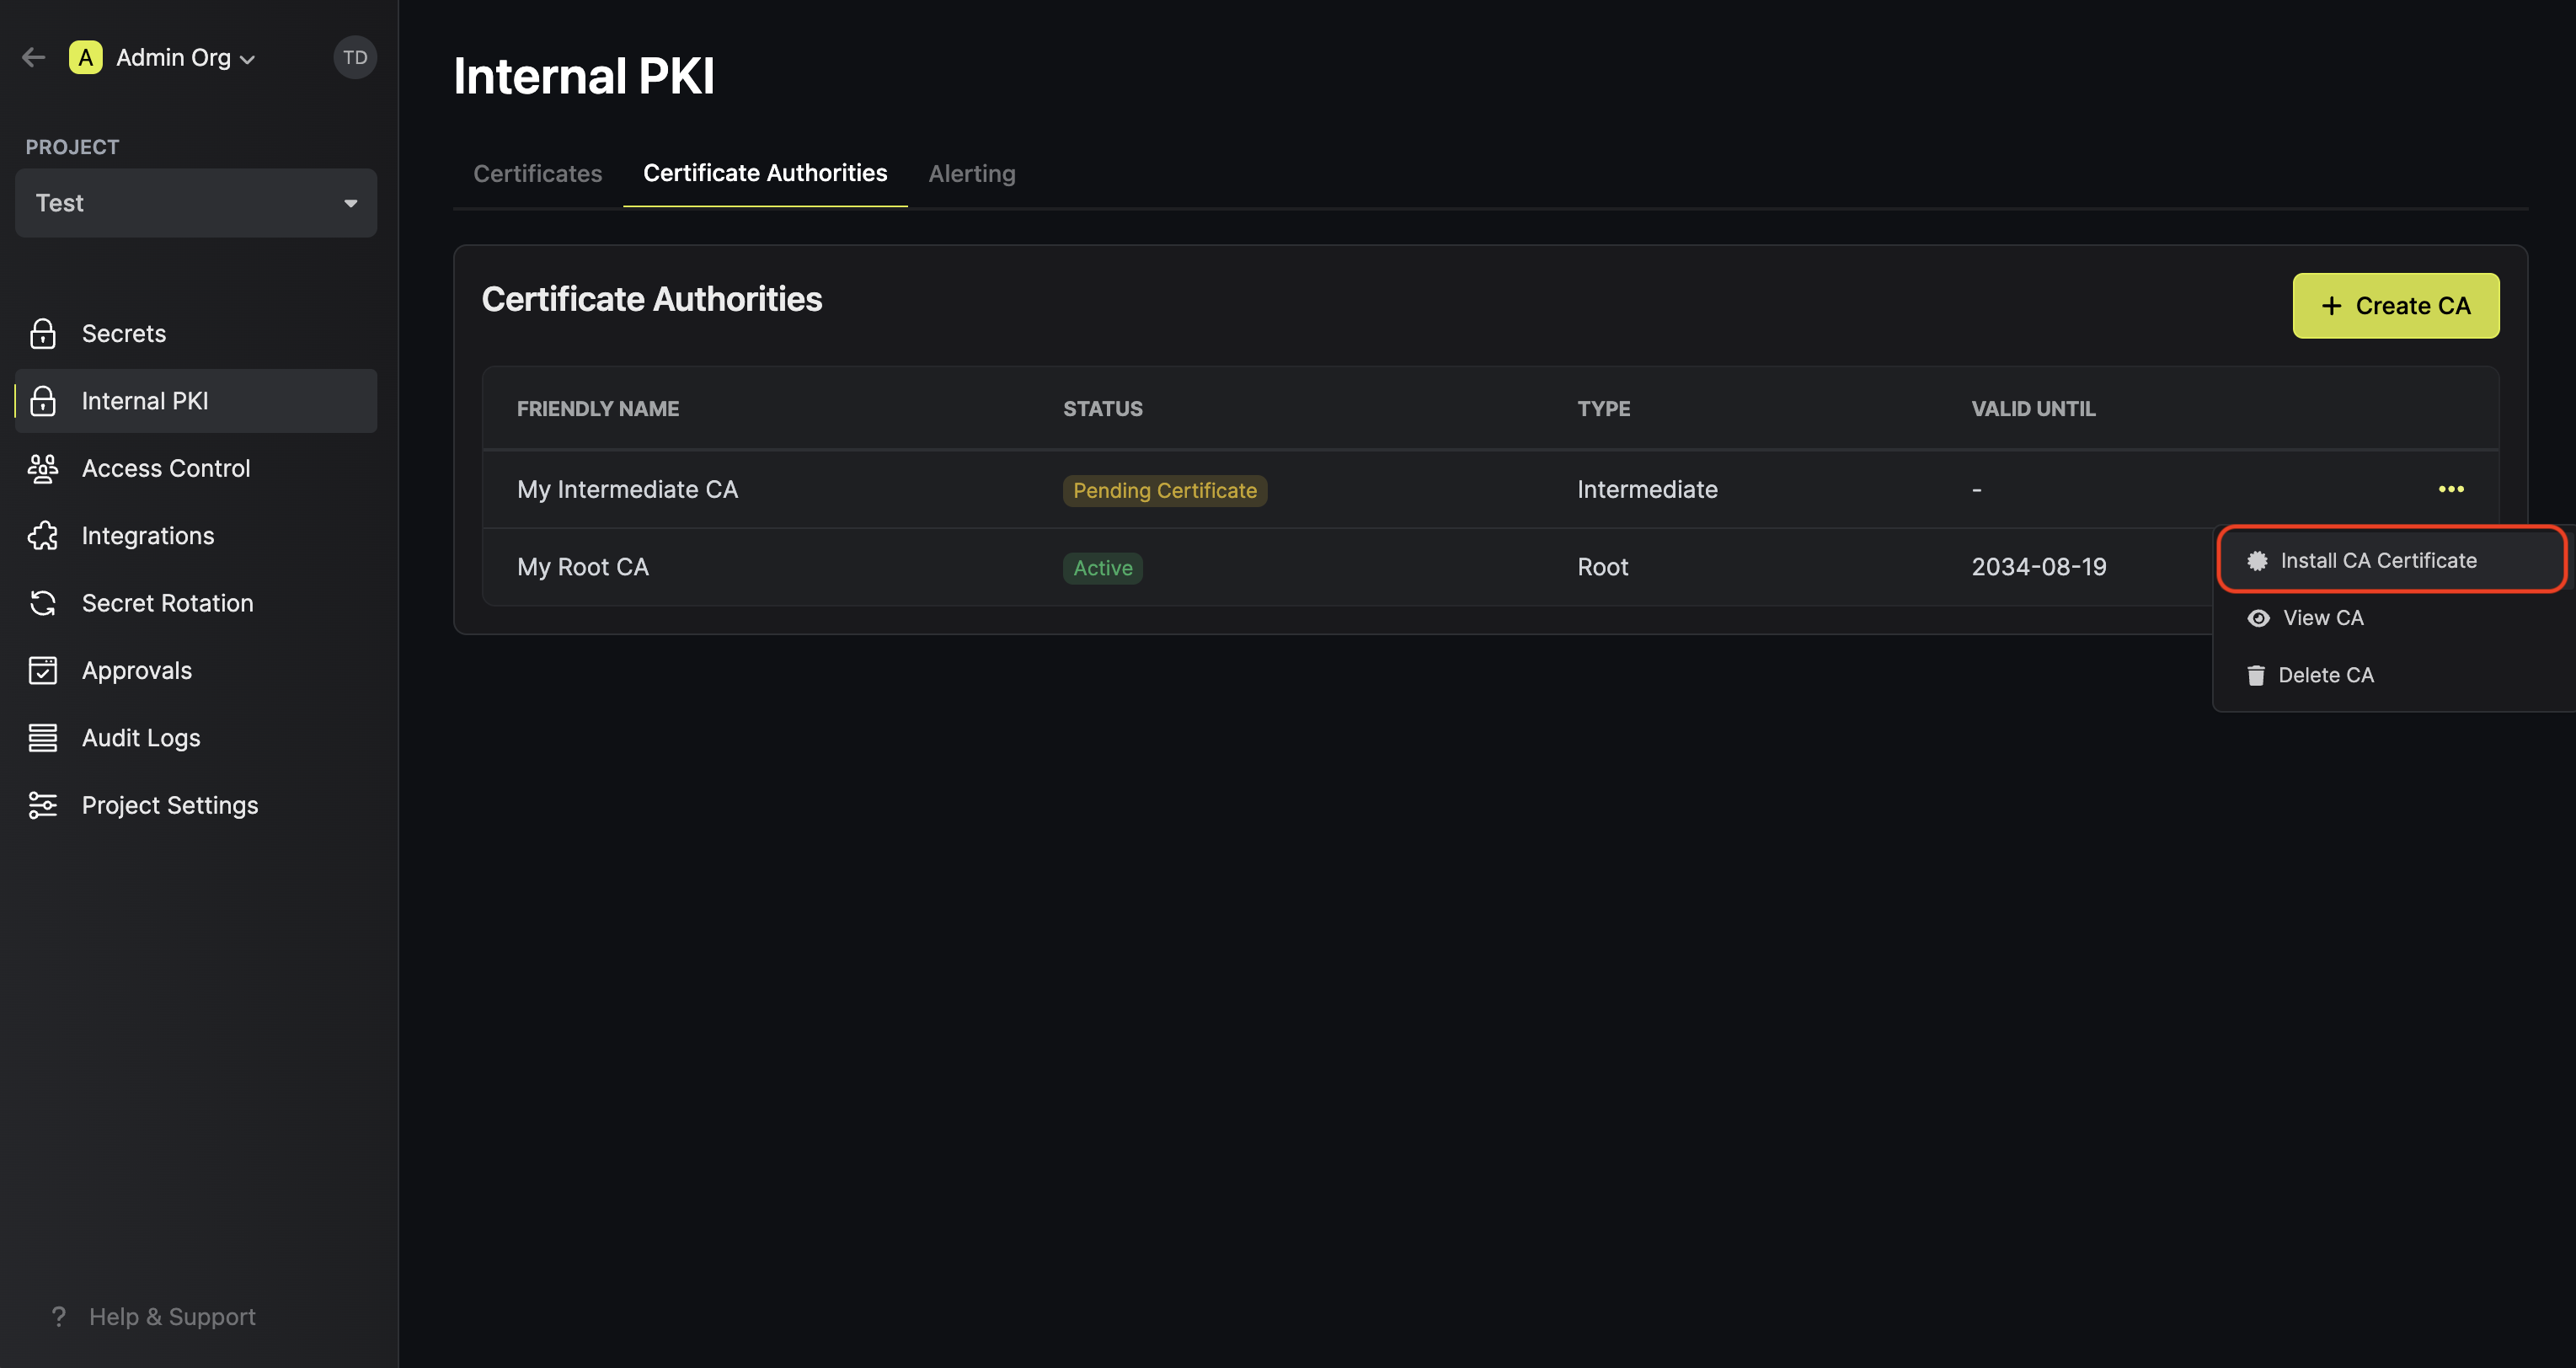 A Admin Org TD
PROJECT
Test
Secrets
Internal PKI
Access Control
Integrations
Secret Rotation
Approvals
Audit Logs
Project Settings
? Help & Support
Internal PKI
Certificates Certificate Authorities Alerting
Certificate Authorities
+ Create CA
FRIENDLY NAME STATUS TYPE VALID UNTIL
My Intermediate CA Pending Certificate Intermediate -
My Root CA Active Root 2034-08-19
Install CA Certificate
View CA
Delete CA